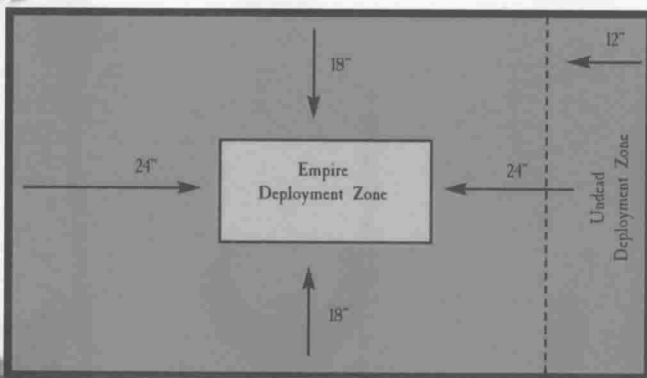 18"
12"
24"
Empire
Deployment Zone
24"
Undead
Deployment Zone
18"